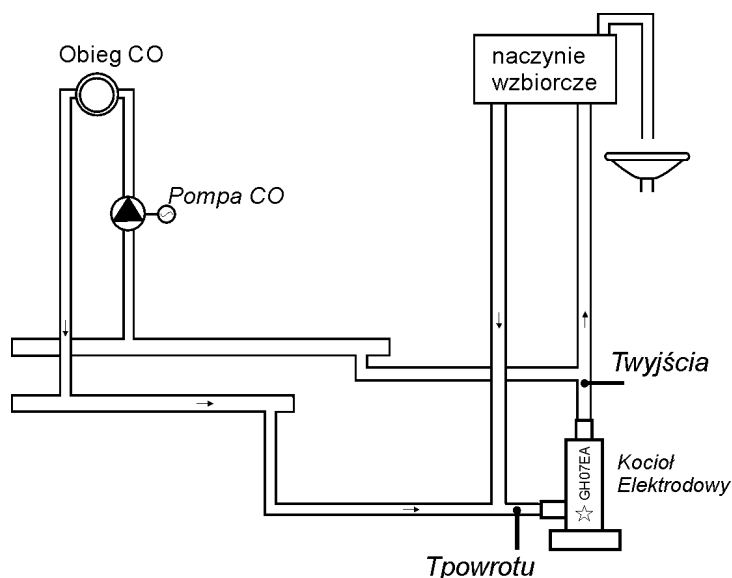 Obieg CO
naczynie
wzbiorcze
Pompa CO
Twyjścia
GH07EA
Kocioł
Elektrodowy
Tpowrotu